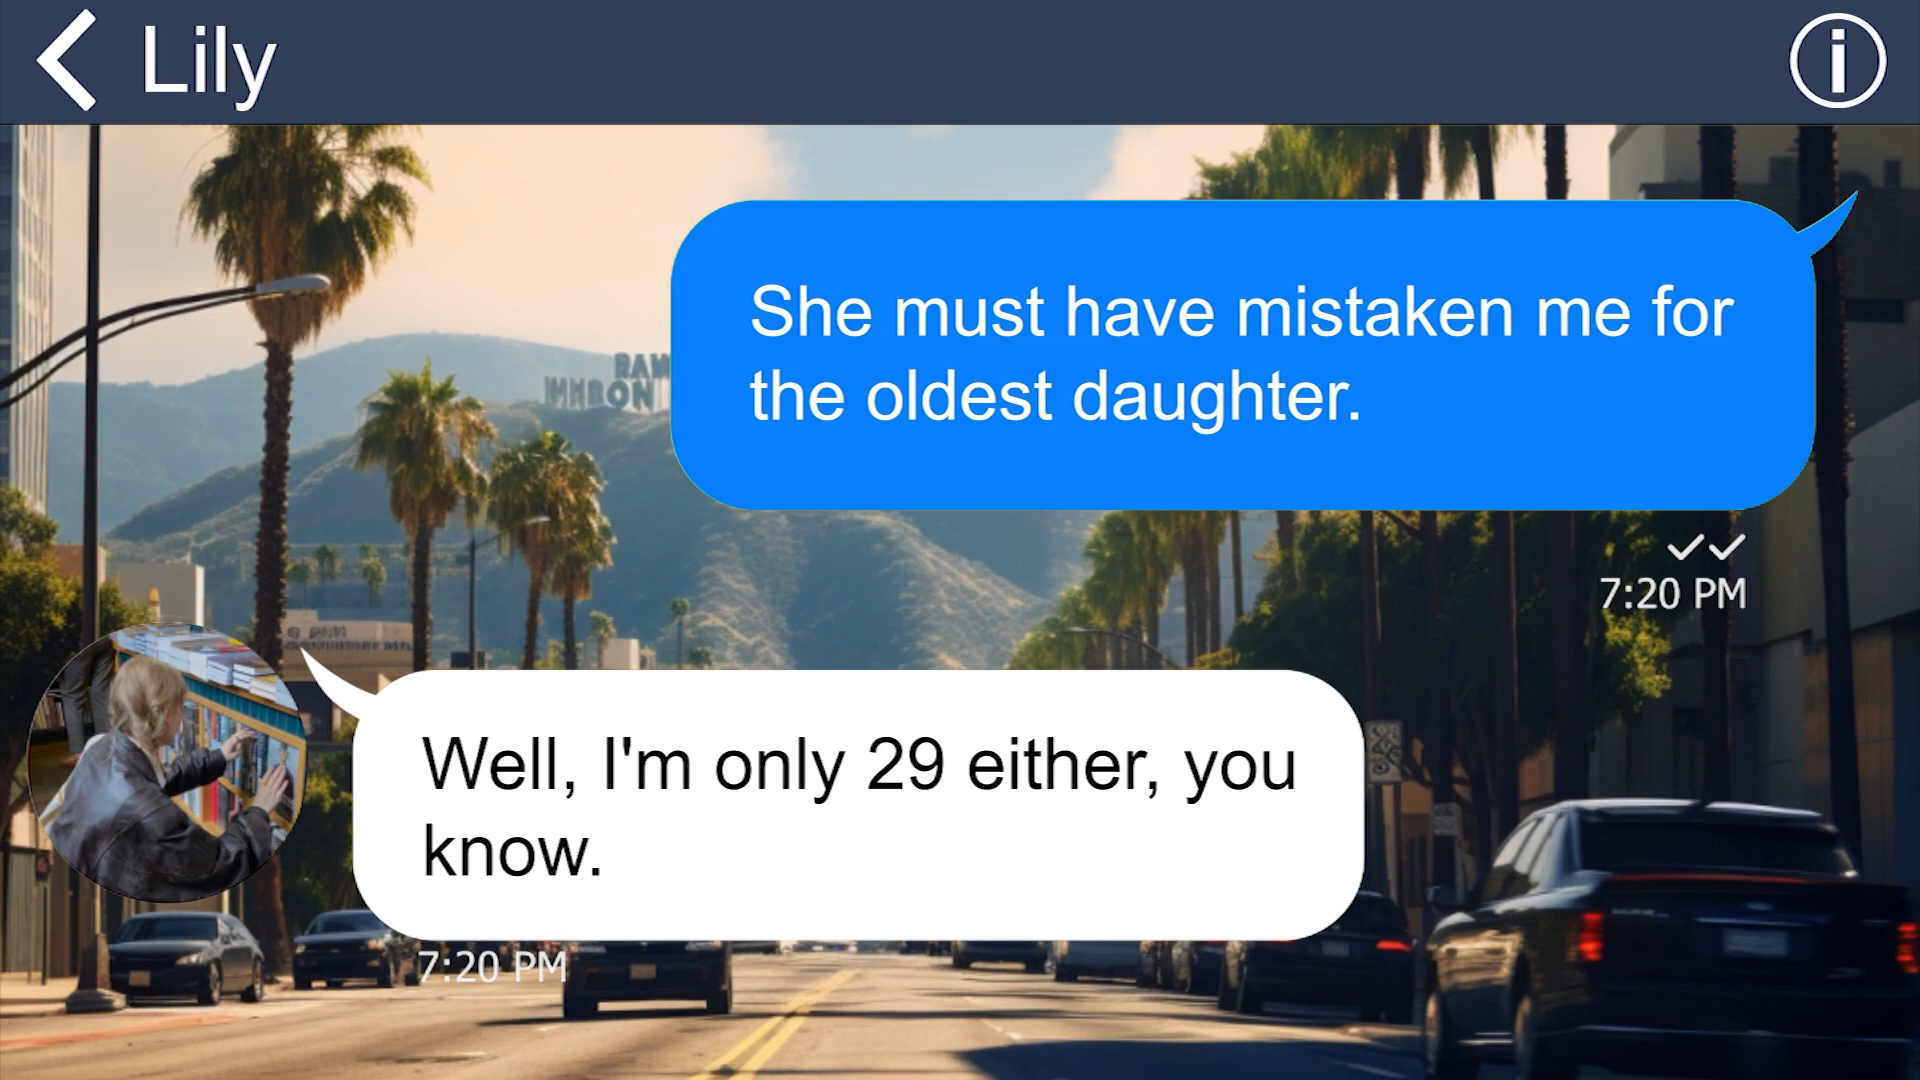 Lily
She must have mistaken me for
the oldest daughter.
7:20 PM
Well, I'm only 29 either, you
know.
7:20 PM